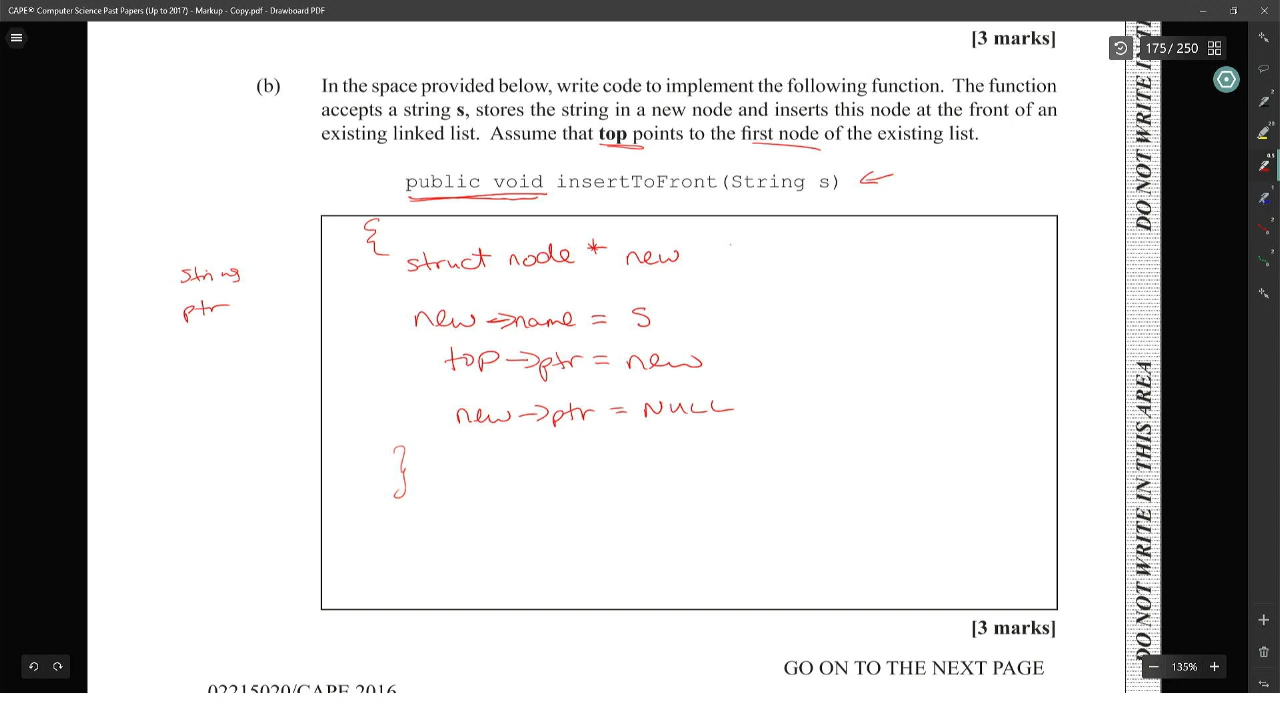 CAPE® Computer Science Past Papers (Up to 2017) - Markup - Copy.pdf - Drawboard PDF
[3 marks]
175/250
(b) In the space provided below, write code to implement the following function. The function
accepts a string s, stores the string in a new node and inserts this node at the front of an
existing linked list. Assume that top points to the first node of the existing list.
public void insertToFront(String s)
{
struct node * new
string
ptr
new->name = S
top->ptr = new
new->ptr = NULL
}
[3 marks]
GO ON TO THE NEXT PAGE
02215020/CAPE 2016
135%
DO NOT WRITE IN THIS AREA
DO NOT WRITE IN